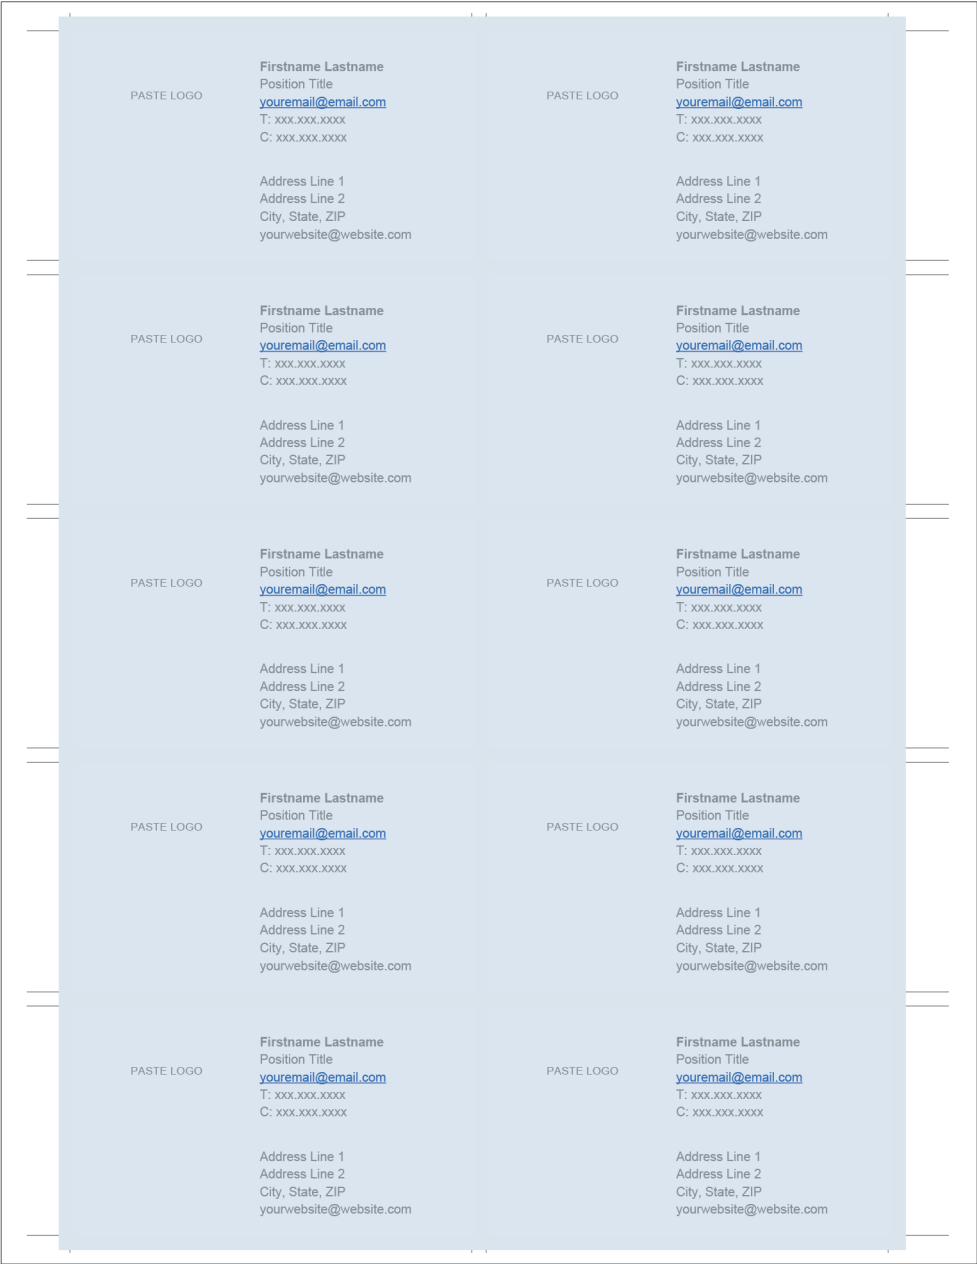 PASTE LOGO
Firstname Lastname
Position Title
youremail@email.com
T: xxx.xxx.xxxx
C: xxx.xxx.xxxx
Address Line 1
Address Line 2
City, State, ZIP
yourwebsite@website.com
PASTE LOGO
Firstname Lastname
Position Title
youremail@email.com
T: xxx.xxx.xxxx
C: xxx.xxx.xxxx
Address Line 1
Address Line 2
City, State, ZIP
yourwebsite@website.com
PASTE LOGO
Firstname Lastname
Position Title
youremail@email.com
T: xxx.xxx.xxxx
C: xxx.xxx.xxxx
Address Line 1
Address Line 2
City, State, ZIP
yourwebsite@website.com
PASTE LOGO
Firstname Lastname
Position Title
youremail@email.com
T: xxx.xxx.xxxx
C: xxx.xxx.xxxx
Address Line 1
Address Line 2
City, State, ZIP
yourwebsite@website.com
PASTE LOGO
Firstname Lastname
Position Title
youremail@email.com
T: xxx.xxx.xxxx
C: xxx.xxx.xxxx
Address Line 1
Address Line 2
City, State, ZIP
yourwebsite@website.com
PASTE LOGO
Firstname Lastname
Position Title
youremail@email.com
T: xxx.xxx.xxxx
C: xxx.xxx.xxxx
Address Line 1
Address Line 2
City, State, ZIP
yourwebsite@website.com
PASTE LOGO
Firstname Lastname
Position Title
youremail@email.com
T: xxx.xxx.xxxx
C: xxx.xxx.xxxx
Address Line 1
Address Line 2
City, State, ZIP
yourwebsite@website.com
PASTE LOGO
Firstname Lastname
Position Title
youremail@email.com
T: xxx.xxx.xxxx
C: xxx.xxx.xxxx
Address Line 1
Address Line 2
City, State, ZIP
yourwebsite@website.com
PASTE LOGO
Firstname Lastname
Position Title
youremail@email.com
T: xxx.xxx.xxxx
C: xxx.xxx.xxxx
Address Line 1
Address Line 2
City, State, ZIP
yourwebsite@website.com
PASTE LOGO
Firstname Lastname
Position Title
youremail@email.com
T: xxx.xxx.xxxx
C: xxx.xxx.xxxx
Address Line 1
Address Line 2
City, State, ZIP
yourwebsite@website.com